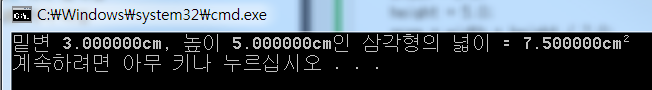 C:₩Windows₩system32₩cmd.exe
밑변 3.000000cm, 높이 5.000000cm인 삼각형의 넓이 = 7.500000cm²
계속하려면 아무 키나 누르십시오 . . .